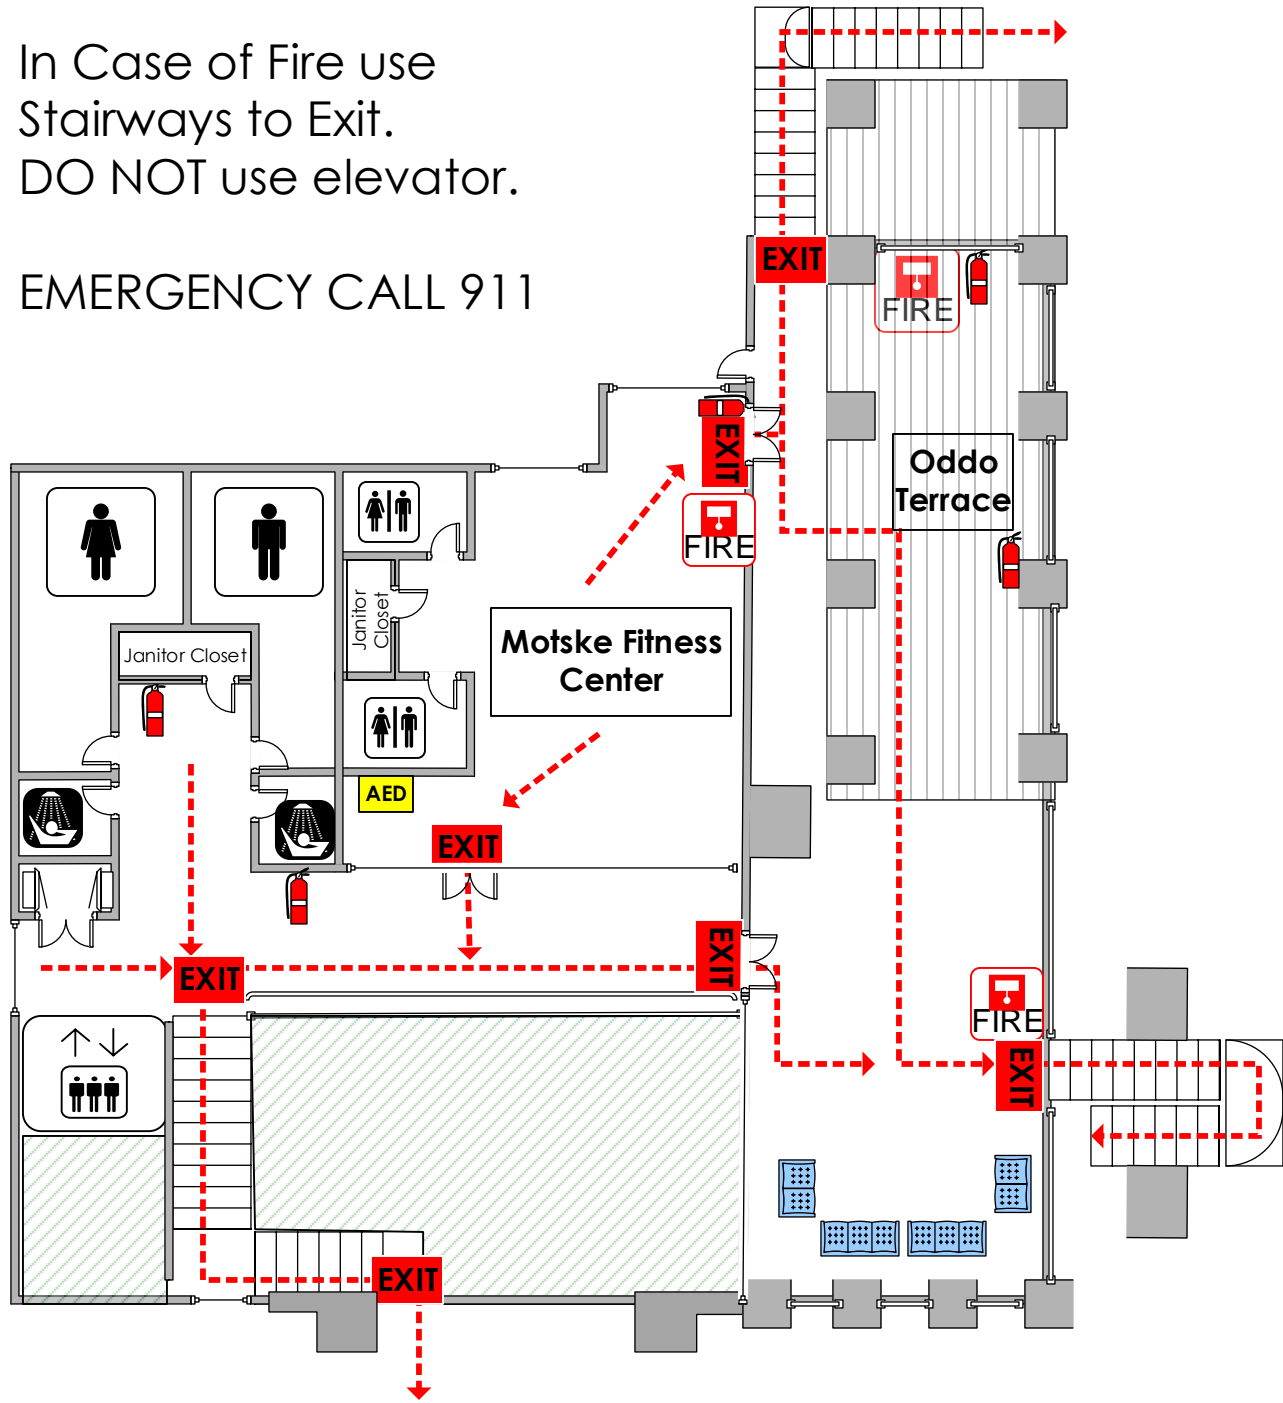 In Case of Fire use
Stairways to Exit.
DO NOT use elevator.
EMERGENCY CALL 911
EXIT
FIRE
EXIT
FIRE
Oddo
Terrace
Janitor
Closet
Motske Fitness
Center
Janitor Closet
AED
EXIT
EXIT
EXIT
FIRE
EXIT
EXIT